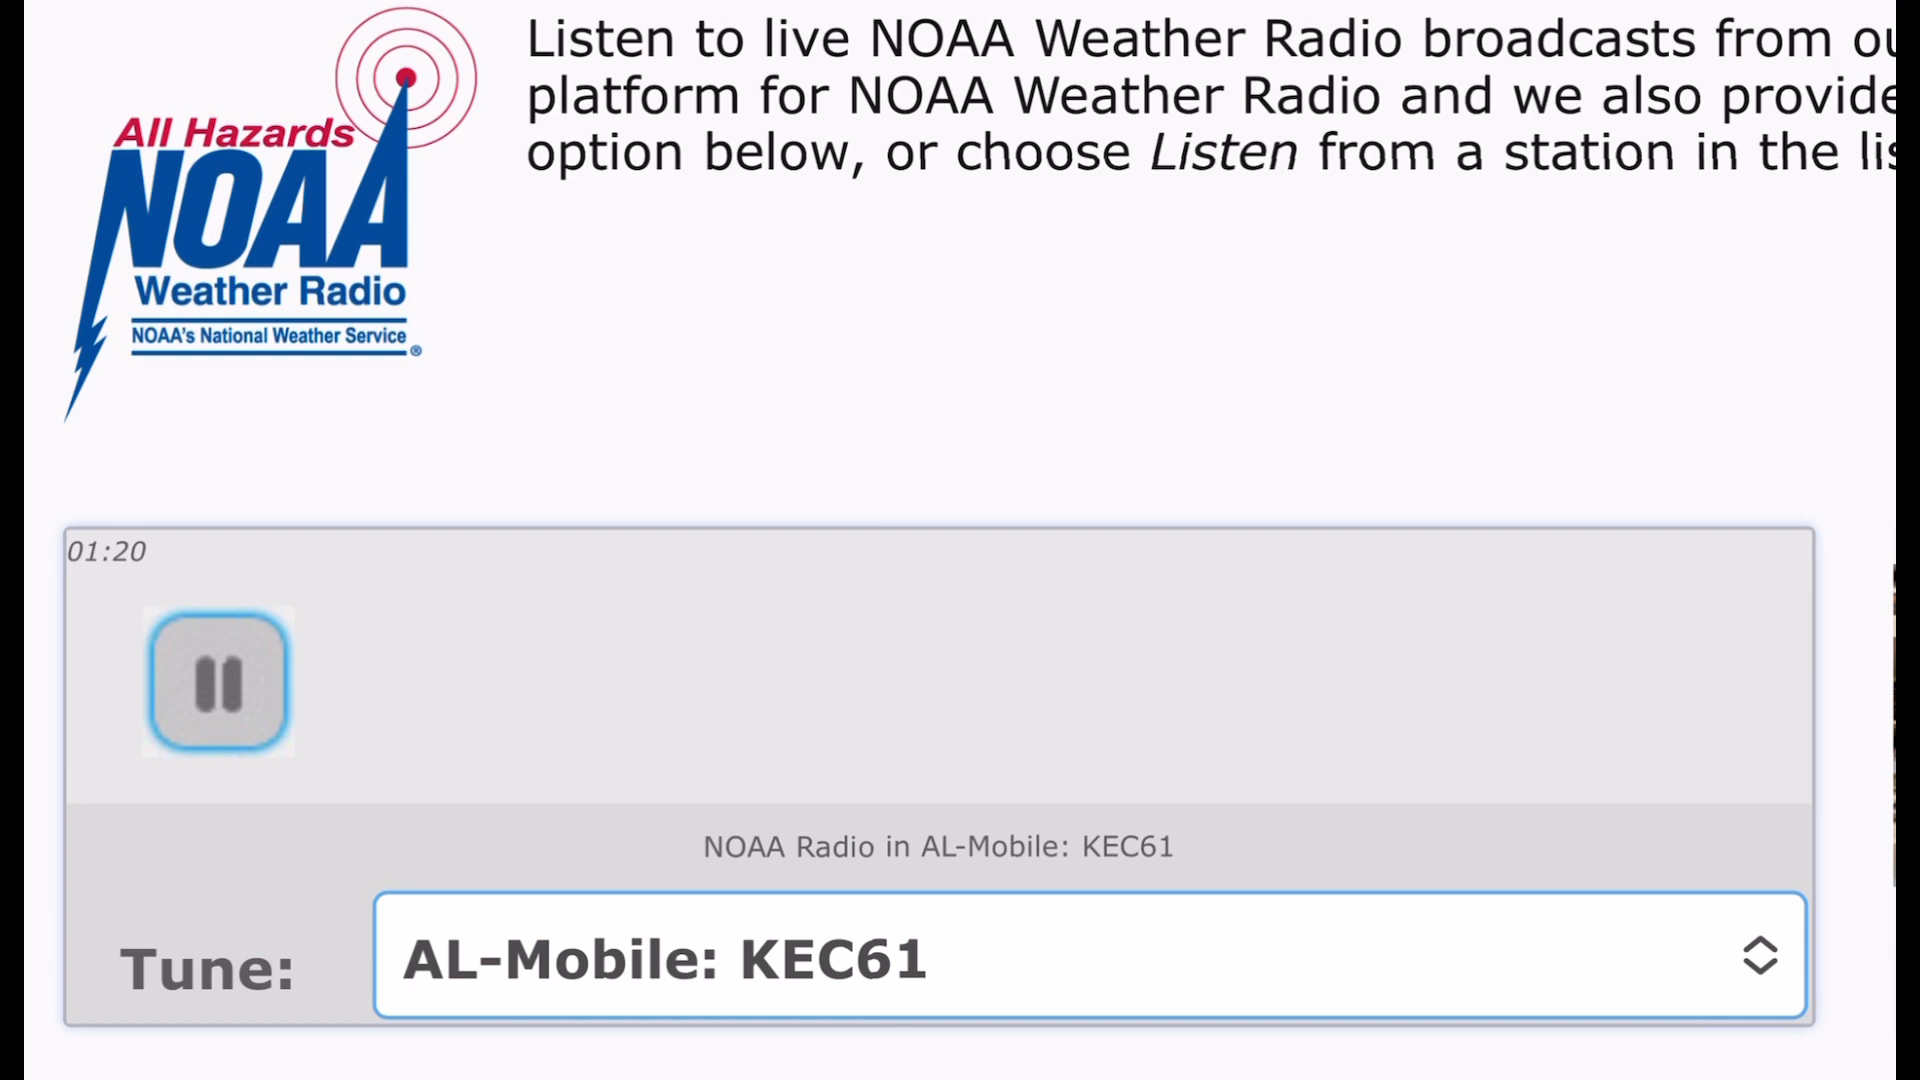 All Hazards
NOAA
Weather Radio
NOAA's National Weather Service
®
Listen to live NOAA Weather Radio broadcasts from
platform for NOAA Weather Radio and we also provide
option below, or choose Listen from a station in the
01:20
NOAA Radio in AL-Mobile: KEC61
Tune:
AL-Mobile: KEC61